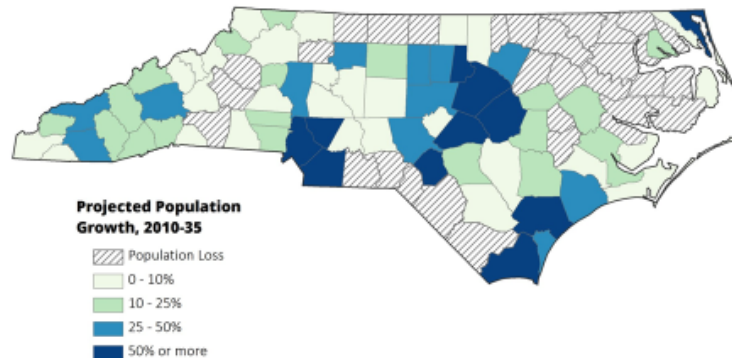 Projected Population
Growth, 2010-35
Population Loss
0 - 10%
10 - 25%
25 - 50%
50% or more